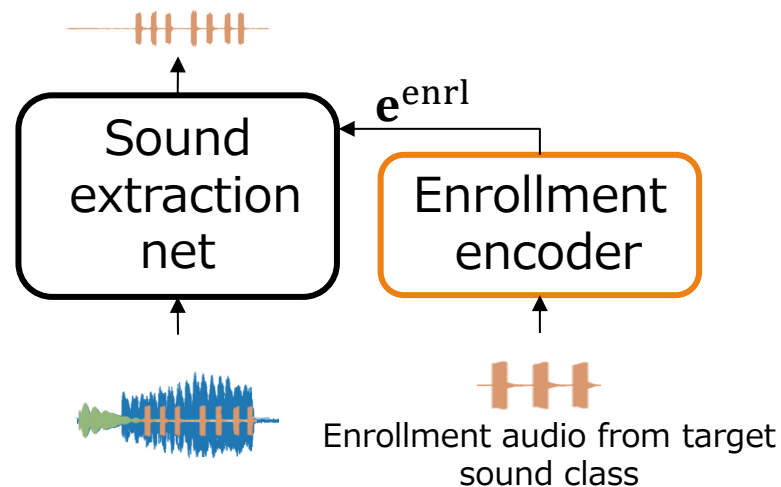 Sound
extraction
net
e^enrl
Enrollment
encoder
Enrollment audio from target
sound class